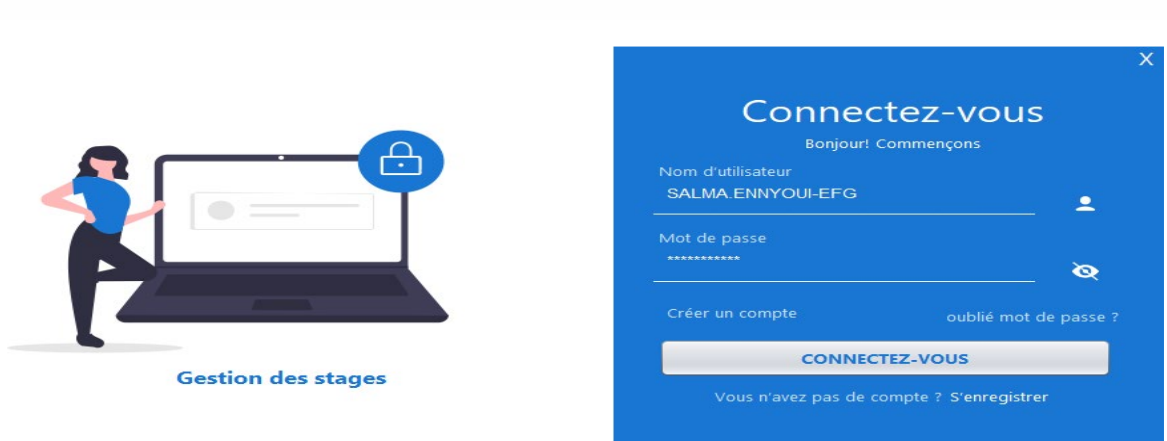 X
Connectez-vous
Bonjour! Commençons
Nom d'utilisateur
SALMA.ENNYOUI-EFG
Mot de passe
***********
Créer un compte
oublié mot de passe ?
CONNECTEZ-VOUS
Vous n'avez pas de compte ? S'enregistrer
Gestion des stages